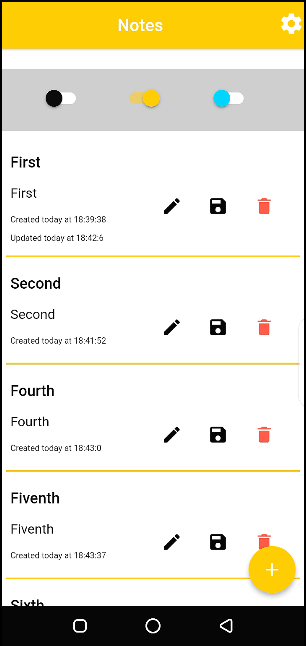 Notes
First
First
Created today at 18:39:38
Updated today at 18:42:6
Second
Second
Created today at 18:41:52
Fourth
Fourth
Created today at 18:43:0
Fiventh
Fiventh
Created today at 18:43:37
Sixth